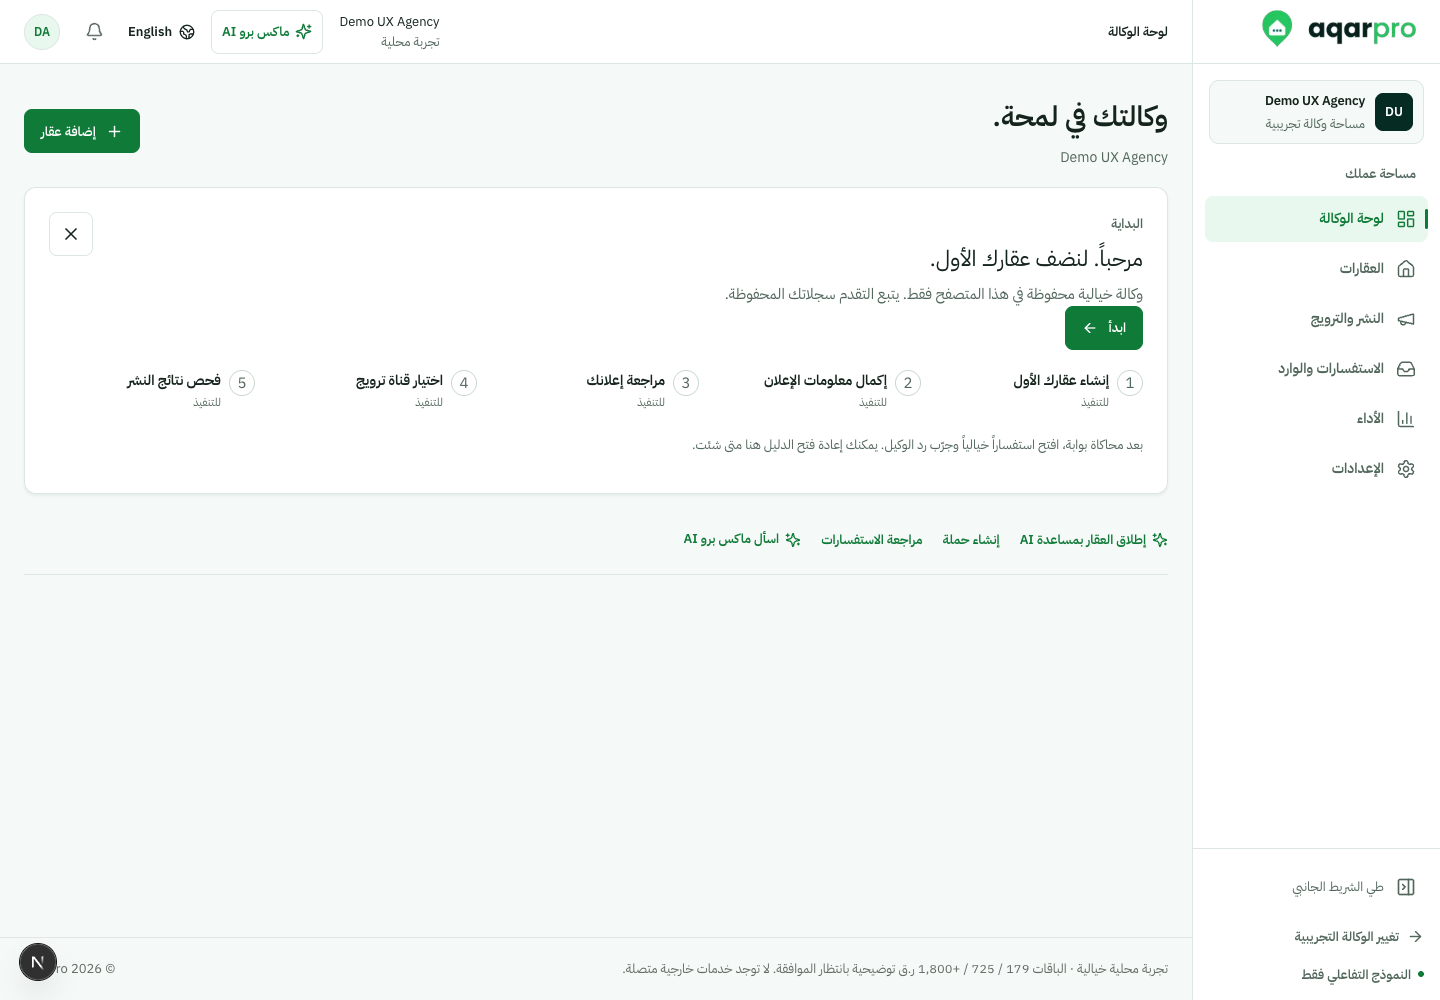 aqarpro
لوحة الوكالة
Demo UX Agency
تجربة محلية
ماكس برو AI
English
DA
DU
Demo UX Agency
مساحة وكالة تجريبية
مساحة عملك
لوحة الوكالة
العقارات
النشر والترويج
الاستفسارات والوارد
الأداء
الإعدادات
طي الشريط الجانبي
تغيير الوكالة التجريبية
النموذج التفاعلي فقط
وكالتك في لمحة.
Demo UX Agency
إضافة عقار
البداية
مرحباً. لنضف عقارك الأول.
وكالة خيالية محفوظة في هذا المتصفح فقط. يتبع التقدم سجلاتك المحفوظة.
ابدأ
1 إنشاء عقارك الأول
للتنفيذ
2 إكمال معلومات الإعلان
للتنفيذ
3 مراجعة إعلانك
للتنفيذ
4 اختيار قناة ترويج
للتنفيذ
5 فحص نتائج النشر
للتنفيذ
بعد محاكاة بوابة، افتح استفساراً خيالياً وجرّب رد الوكيل. يمكنك إعادة فتح الدليل هنا متى شئت.
إطلاق العقار بمساعدة AI
إنشاء حملة
مراجعة الاستفسارات
اسأل ماكس برو AI
تجربة محلية خيالية · الباقات 179 / 725 / +1,800 ر.ق توضيحية بانتظار الموافقة. لا توجد خدمات خارجية متصلة.
ro 2026 ©
N